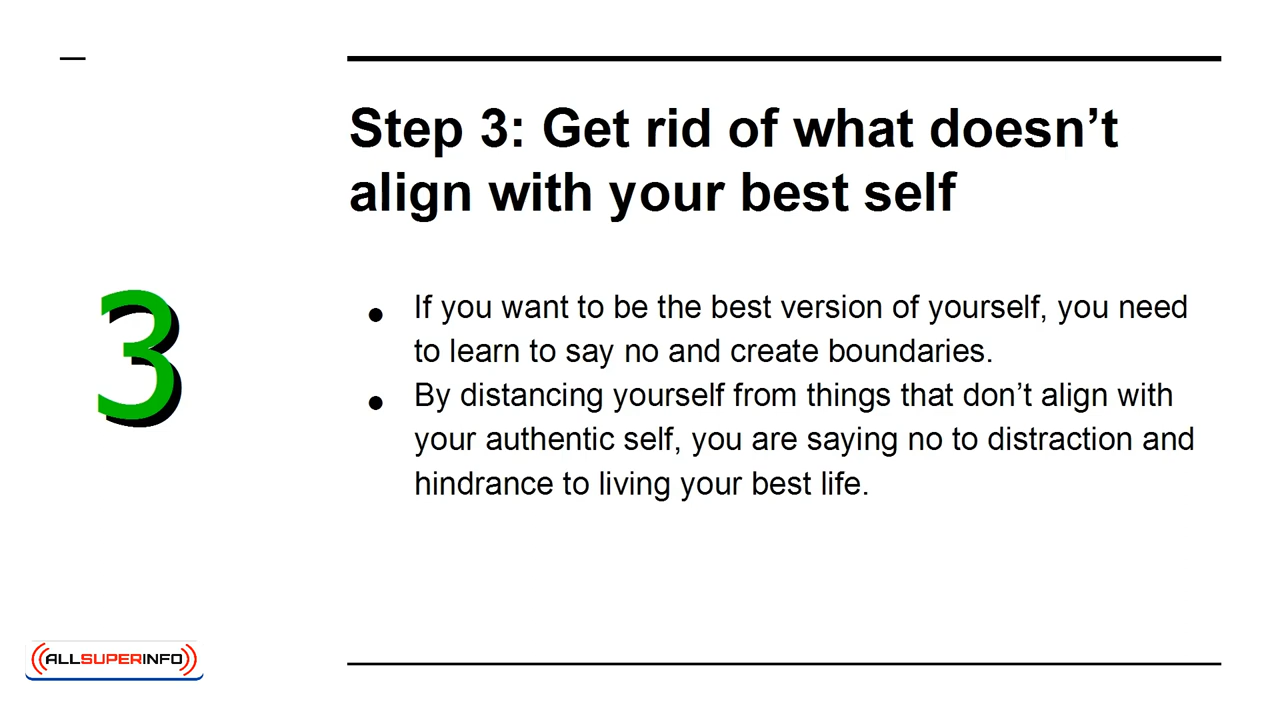 Step 3: Get rid of what doesn’t
align with your best self
3
● If you want to be the best version of yourself, you need
to learn to say no and create boundaries.
● By distancing yourself from things that don’t align with
your authentic self, you are saying no to distraction and
hindrance to living your best life.
ALLSUPERINFO